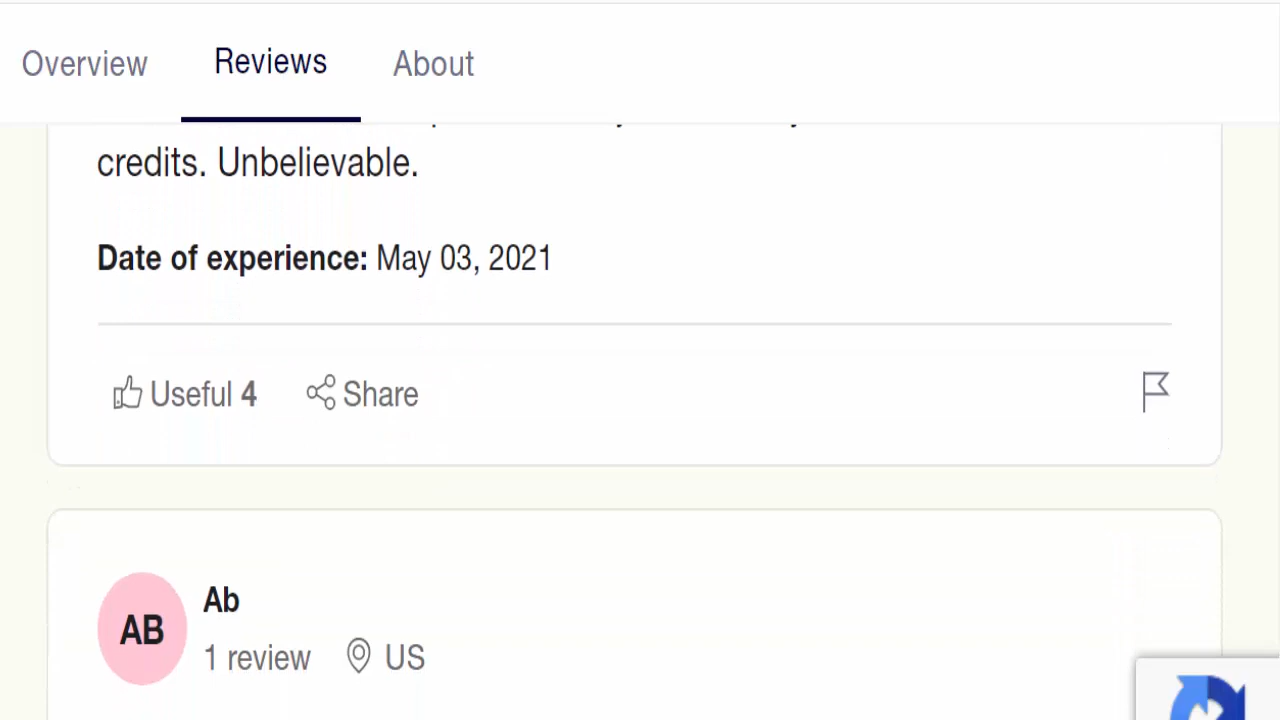 Overview Reviews About
credits. Unbelievable.
Date of experience: May 03, 2021
Useful 4 Share
AB
Ab
1 review US